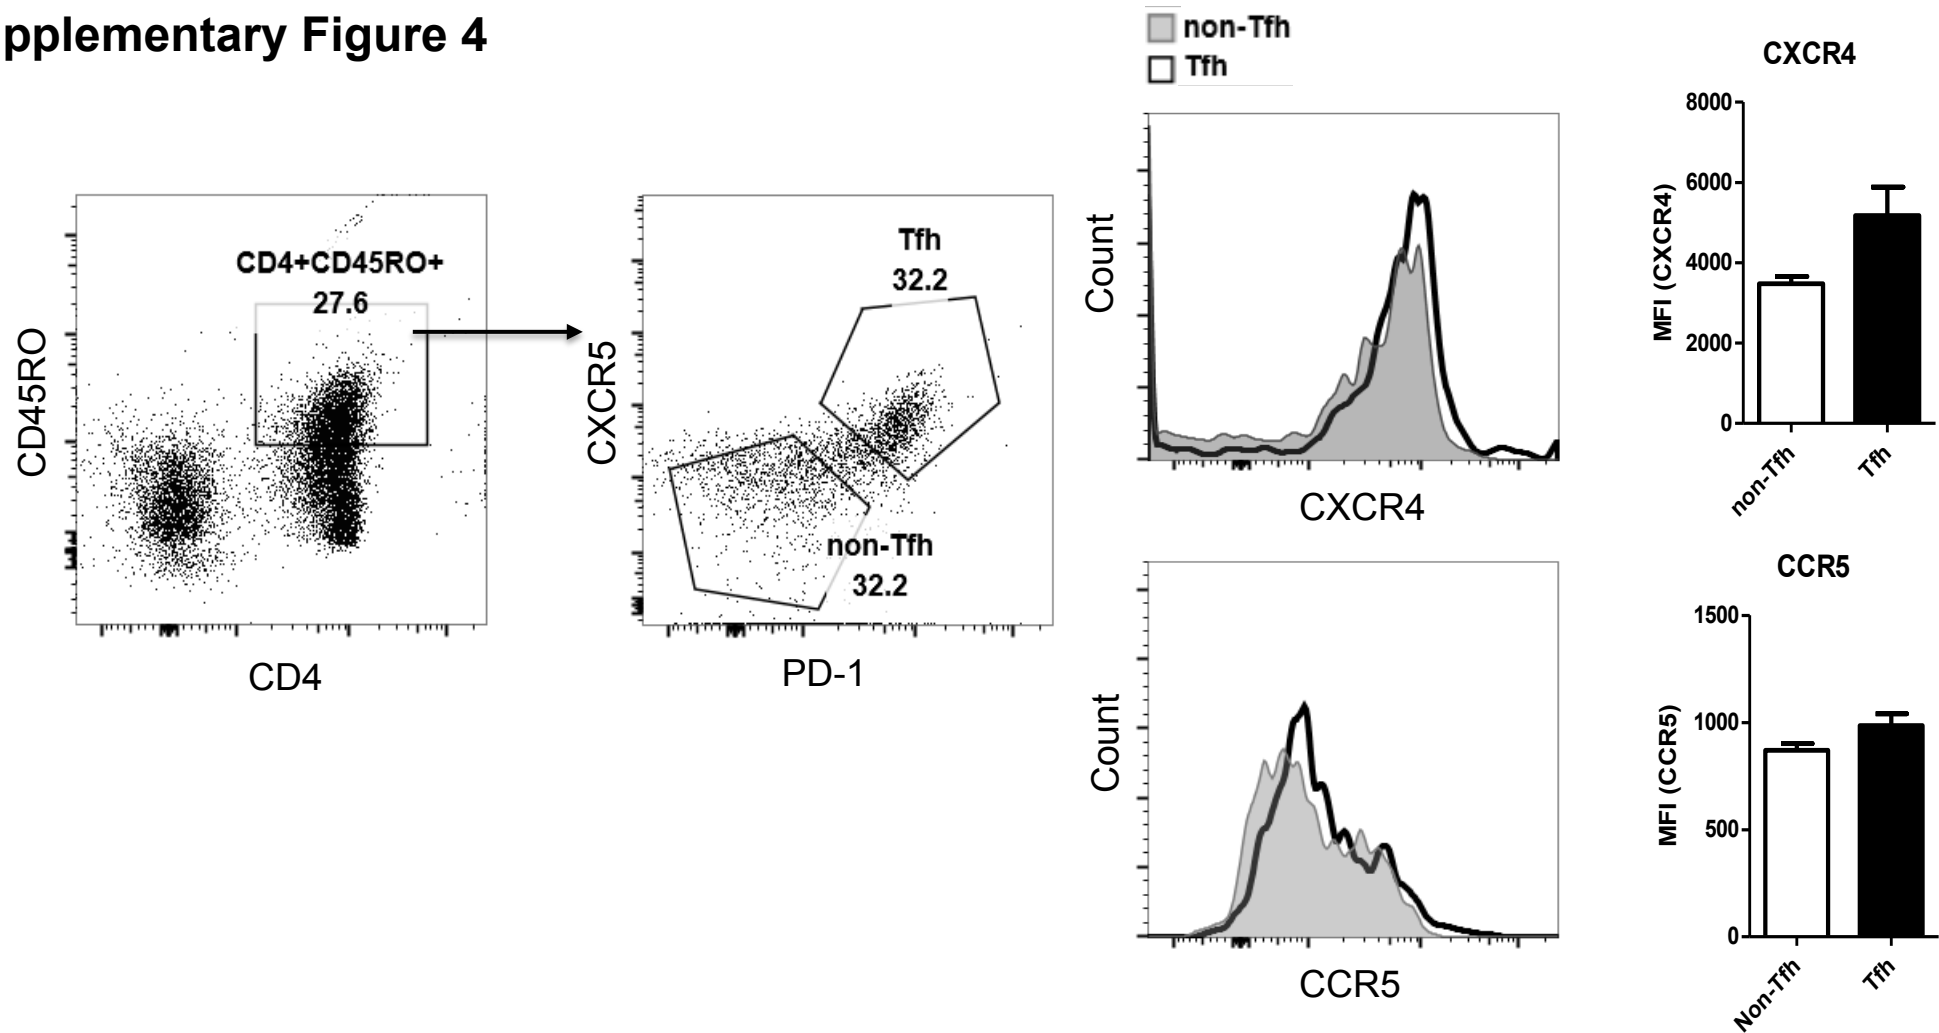 pplementary Figure 4
non-Tfh
Tfh
CD4+CD45RO+
27.6
CD45RO
CD4
Tfh
32.2
non-Tfh
32.2
CXCR5
PD-1
Count
CXCR4
CXCR4
8000
6000
4000
2000
0
MFI (CXCR4)
non-Tfh
Tfh
Count
CCR5
CCR5
1500
1000
500
0
MFI (CCR5)
Non-Tfh
Tfh